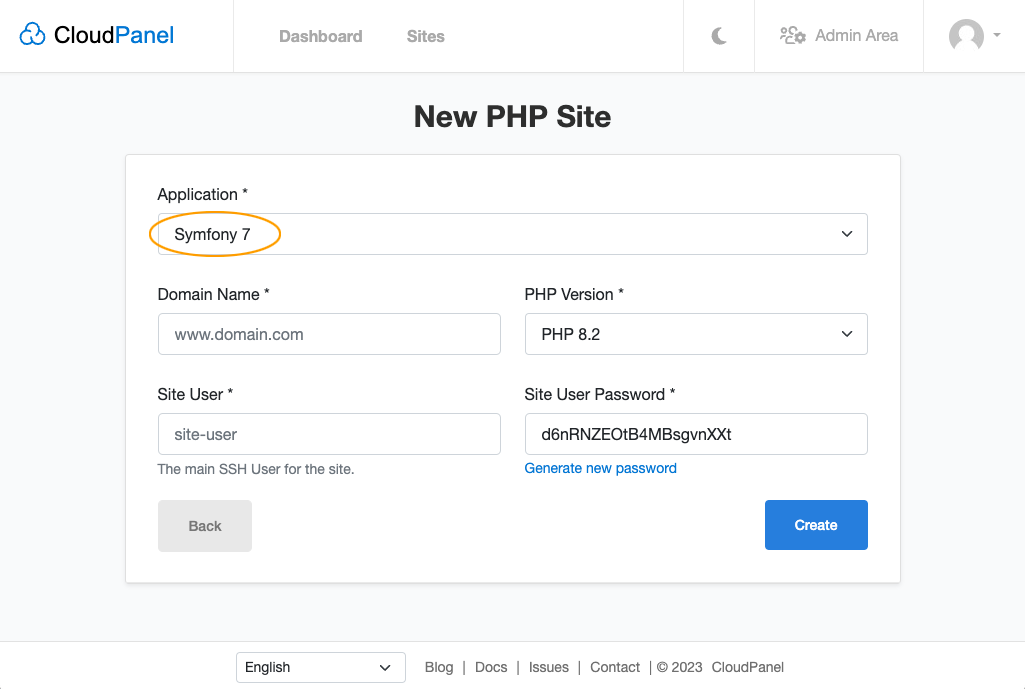 CloudPanel Dashboard Sites Admin Area
New PHP Site
Application *
Symfony 7
Domain Name * PHP Version *
www.domain.com PHP 8.2
Site User * Site User Password *
site-user d6nRNZEOtB4MBsgvnXXt
The main SSH User for the site. Generate new password
Back Create
English Blog | Docs | Issues | Contact | © 2023 CloudPanel